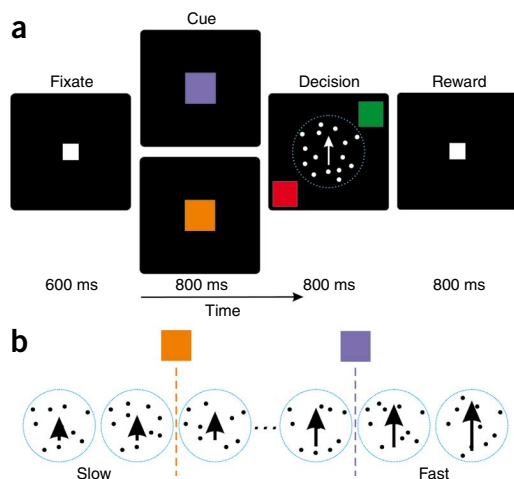 a
Cue
Fixate
Decision
Reward
600 ms
800 ms
800 ms
800 ms
Time
b
...
Slow
Fast